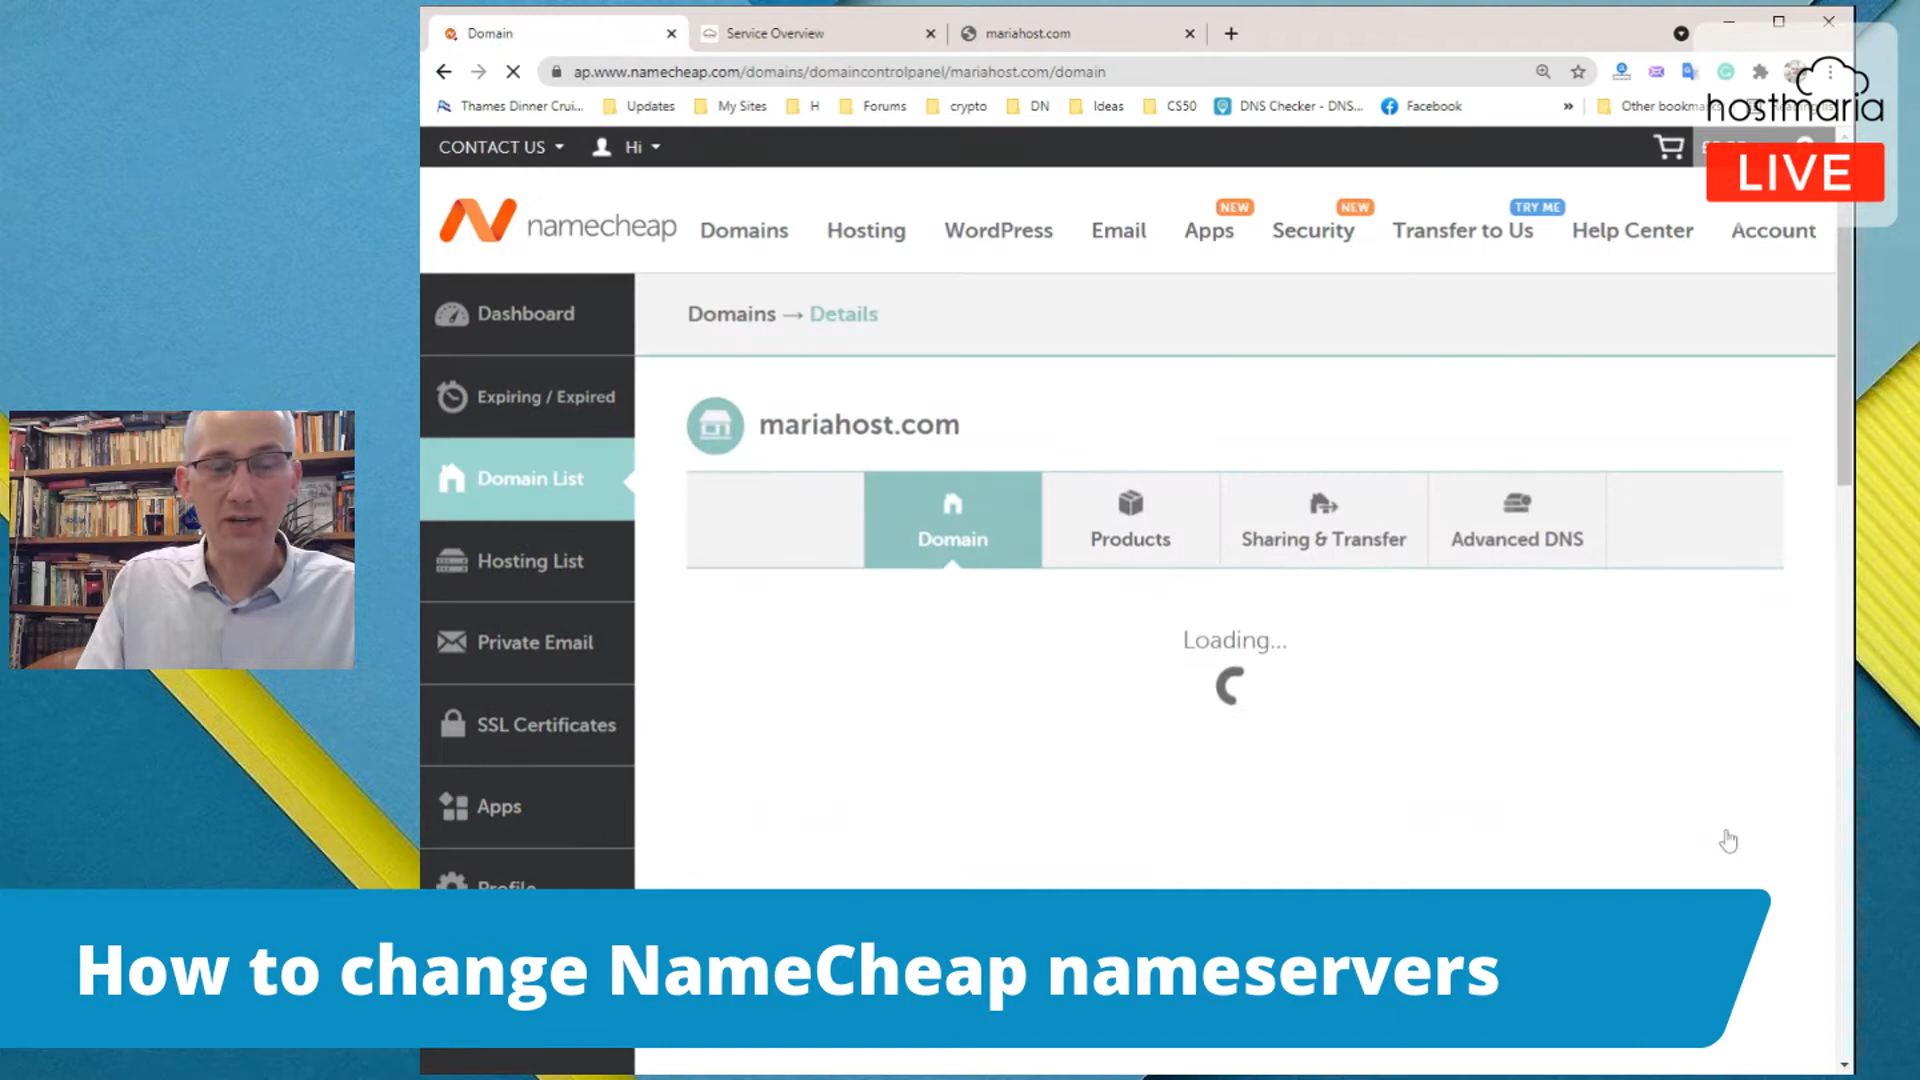 Domain
Service Overview
mariahost.com
ap.www.namecheap.com/domains/domaincontrolpanel/mariahost.com/domain
Thames Dinner Crui...
Updates
My Sites
H
Forums
crypto
DN
Ideas
CS50
DNS Checker - DNS...
Facebook
»
Other bookm
hostmaria
LIVE
CONTACT US
Hi
namecheap
Domains
Hosting
WordPress
Email
Apps
NEW
Security
NEW
Transfer to Us
TRY ME
Help Center
Account
Dashboard
Expiring / Expired
Domain List
Hosting List
Private Email
SSL Certificates
Apps
Profile
Domains → Details
mariahost.com
Domain
Products
Sharing & Transfer
Advanced DNS
Loading...
How to change NameCheap nameservers